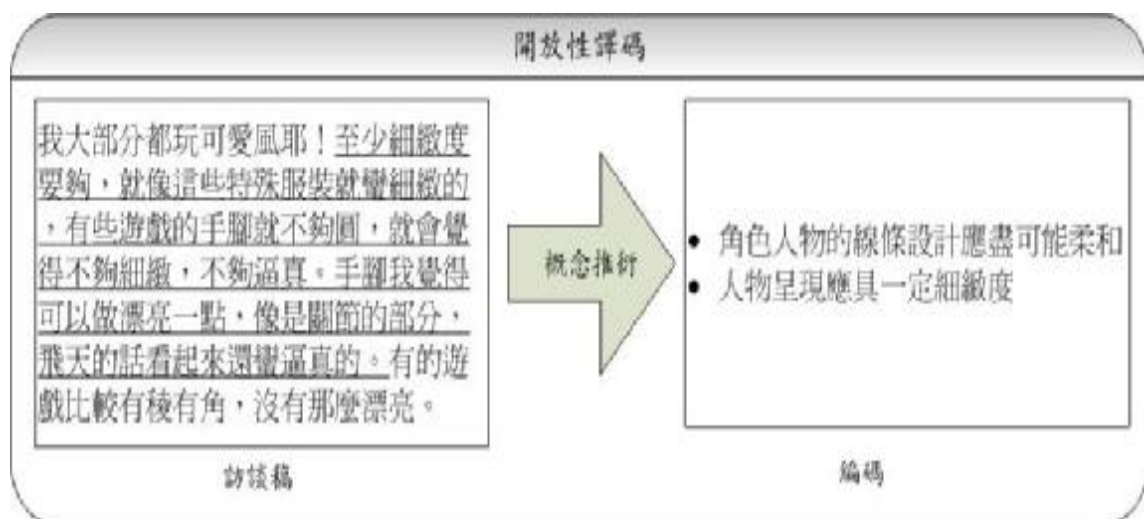 開放性譯碼
我大部分都玩可愛風耶！至少細緻度
要夠，就像這些特殊服裝就蠻細緻的
，有些遊戲的手腳就不夠圓，就會覺
得不夠細緻，不夠逼真。手腳我覺得
可以做漂亮一點，像是關節的部分，
飛天的話看起來還蠻逼真的。有的遊
戲比較有稜有角，沒有那麼漂亮。
訪談稿
概念推衍
● 角色人物的線條設計應盡可能柔和
● 人物呈現應具一定細緻度
編碼